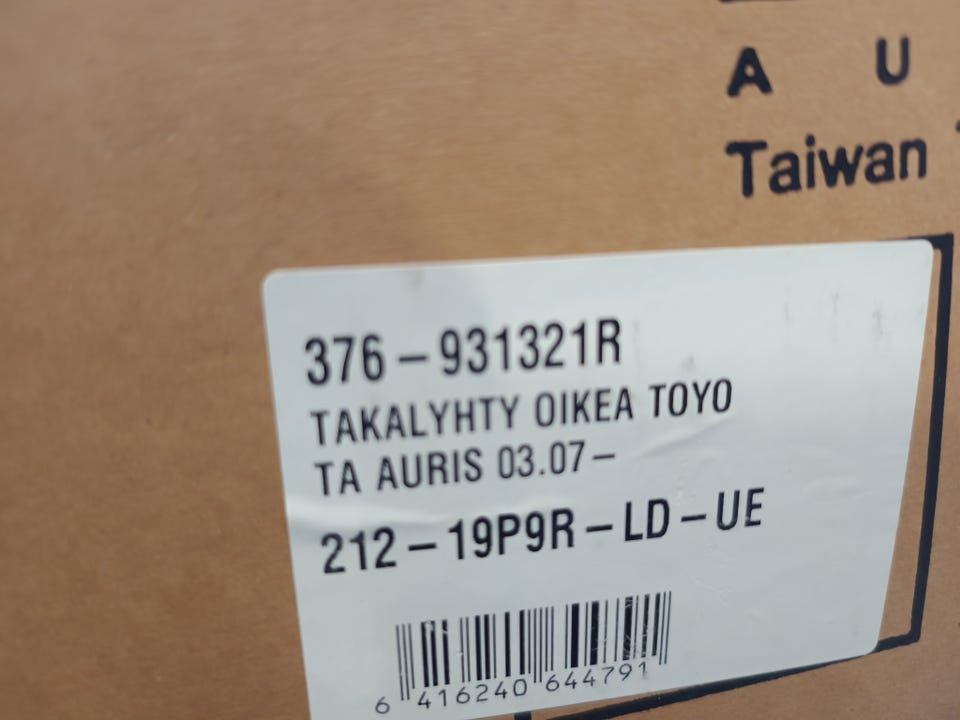 A U
Taiwan
376-931321R
TAKALYHTY OIKEA TOYO
TA AURIS 03.07-
212-19P9R-LD-UE
6 416240 644791